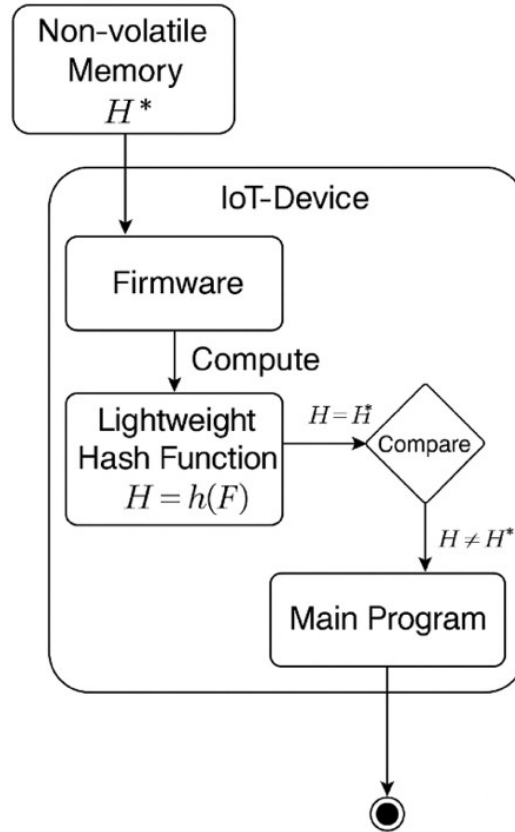 Non-volatile
Memory
H*
IoT-Device
Firmware
Compute
Lightweight
Hash Function
H = h(F)
H = H*
Compare
H ≠ H*
Main Program